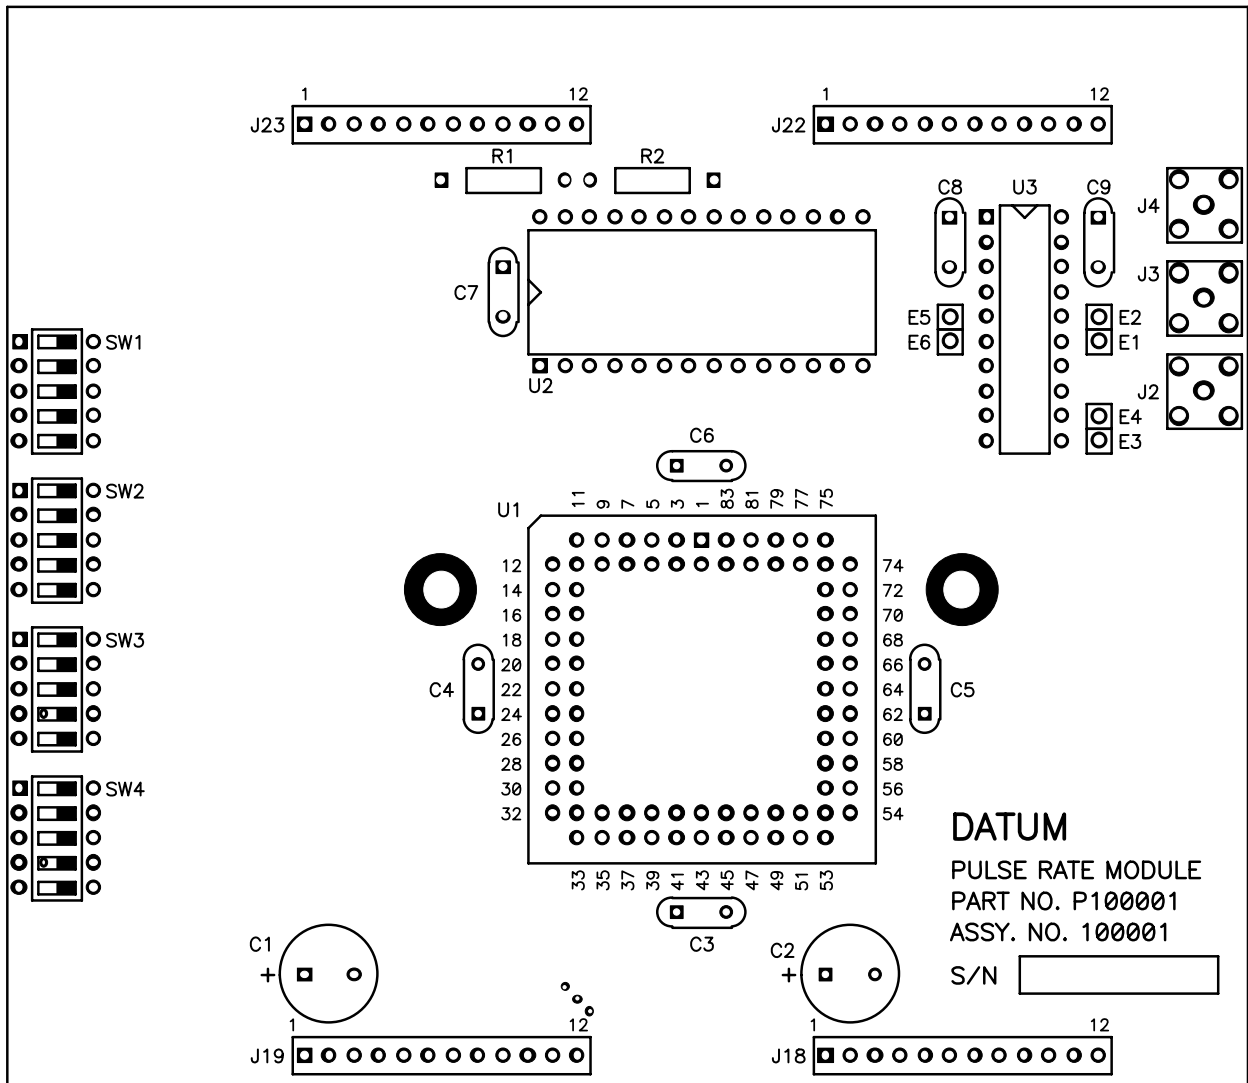 1 12 1 12
J23 J22
R1 R2
C8 U3 C9
J4
J3
C7
E5 E2
E6 E1
SW1
U2
J2
E4
E3
C6
SW2
11 9 7 5 3 1 83 81 79 77 75
U1
12 74
14 72
16 70
18 68
SW3
20 66
22 64
C4 C5
24 62
26 60
28 58
30 56
SW4
32 54
DATUM
PULSE RATE MODULE
33 35 37 39 41 43 45 47 49 51 53
PART NO. P100001
ASSY. NO. 100001
C3
C1 C2
+ +
S/N
1 12 1 12
J19 J18